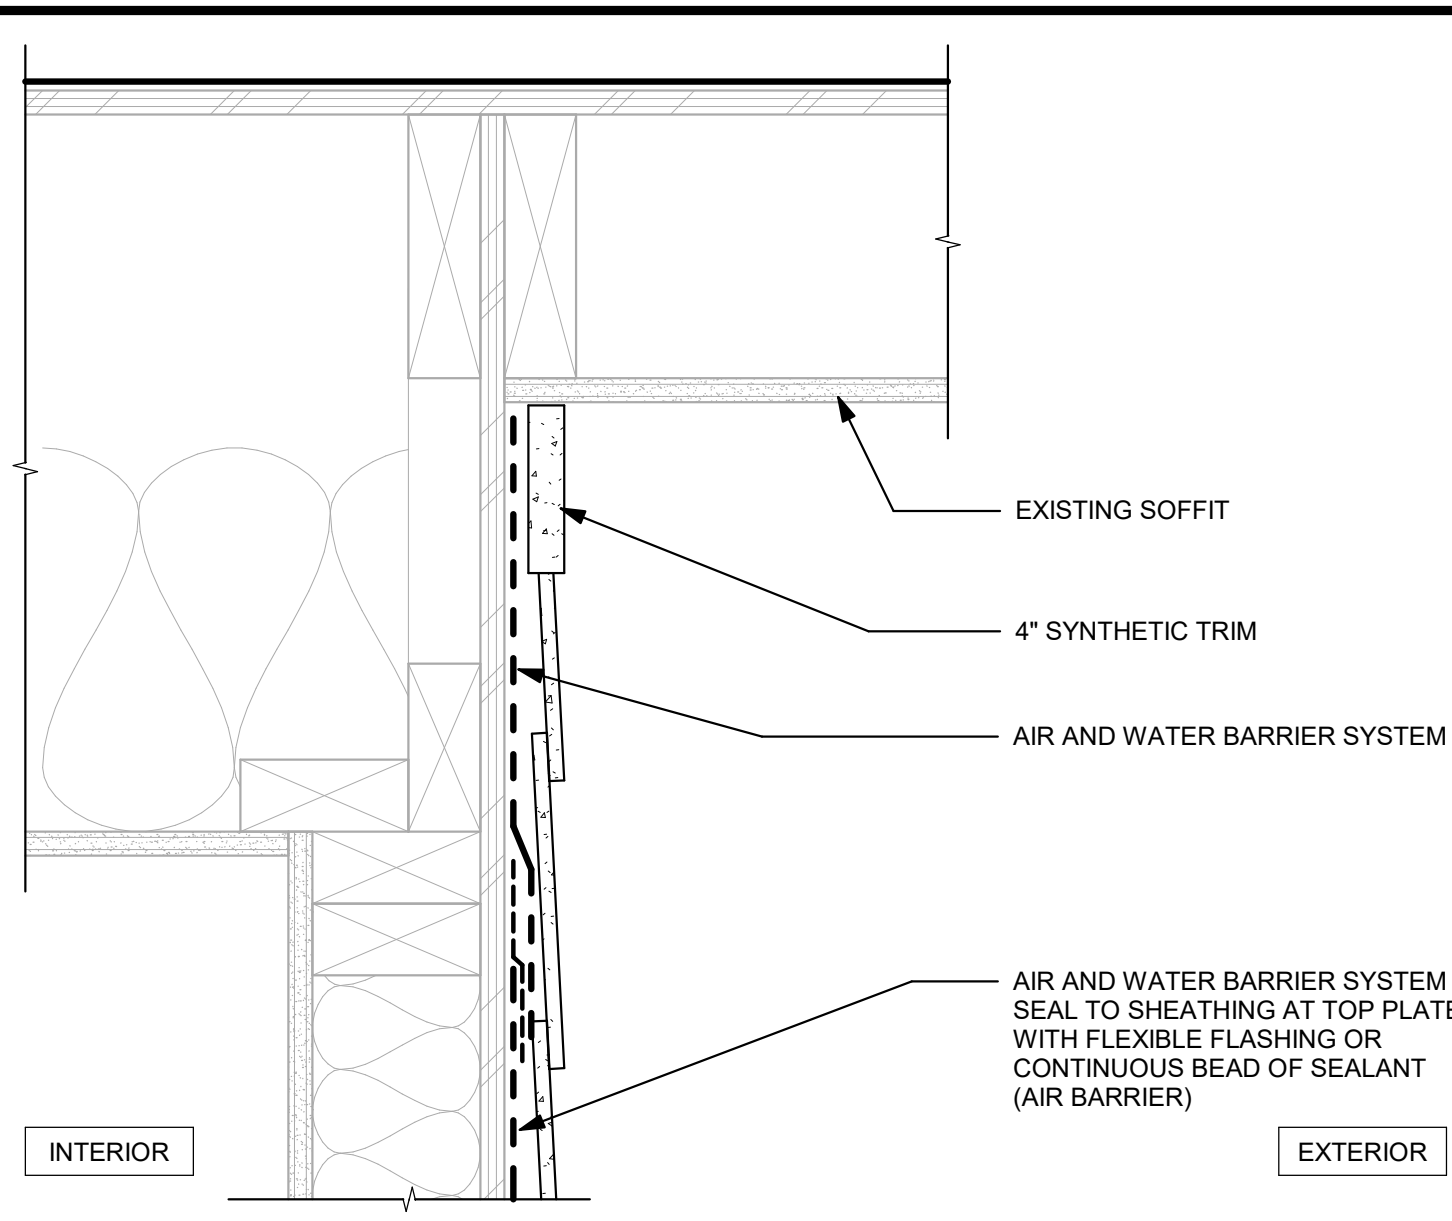 EXISTING SOFFIT
4" SYNTHETIC TRIM
AIR AND WATER BARRIER SYSTEM
AIR AND WATER BARRIER SYSTEM
SEAL TO SHEATHING AT TOP PLATE
WITH FLEXIBLE FLASHING OR
CONTINUOUS BEAD OF SEALANT
(AIR BARRIER)
INTERIOR
EXTERIOR